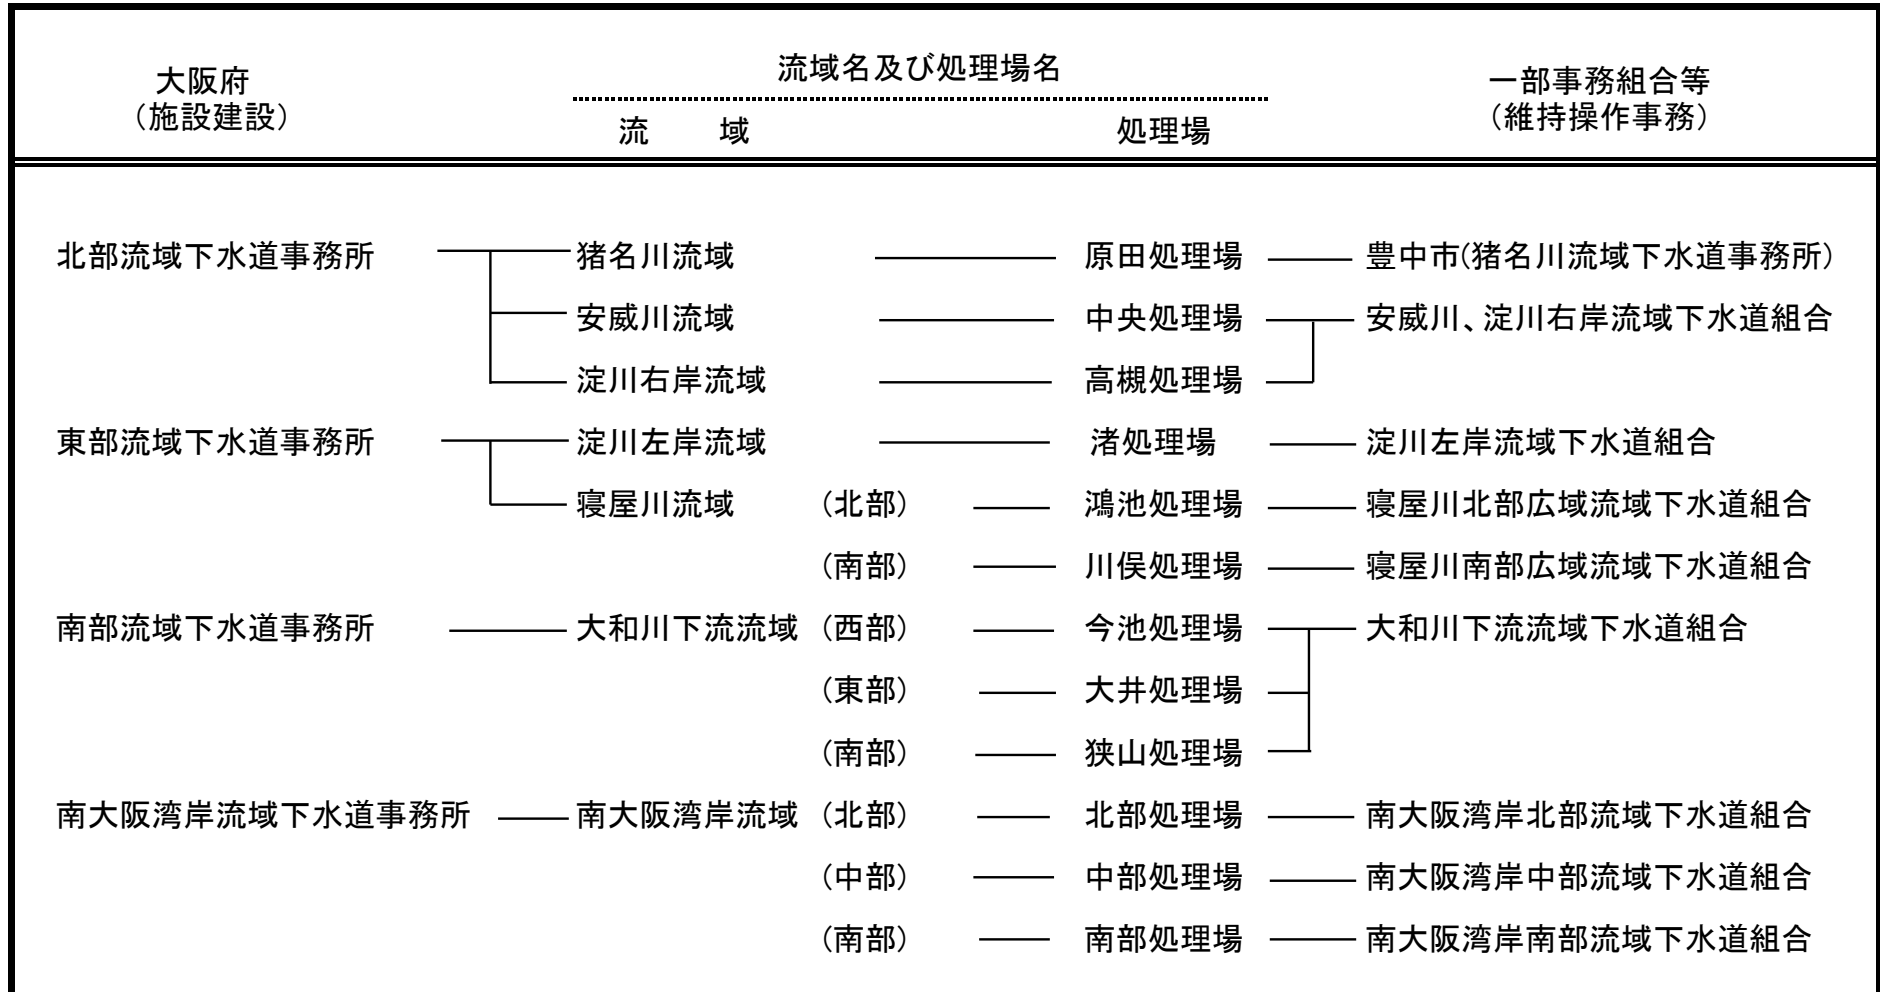 大阪府
（施設建設）
流域名及び処理場名
流　域
処理場
一部事務組合等
（維持操作事務）
北部流域下水道事務所 猪名川流域 原田処理場 豊中市(猪名川流域下水道事務所)
安威川流域 中央処理場 安威川、淀川右岸流域下水道組合
淀川右岸流域 高槻処理場
東部流域下水道事務所 淀川左岸流域 渚処理場 淀川左岸流域下水道組合
寝屋川流域 (北部) 鴻池処理場 寝屋川北部広域流域下水道組合
(南部) 川俣処理場 寝屋川南部広域流域下水道組合
南部流域下水道事務所 大和川下流流域 (西部) 今池処理場 大和川下流流域下水道組合
(東部) 大井処理場
(南部) 狭山処理場
南大阪湾岸流域下水道事務所 南大阪湾岸流域 (北部) 北部処理場 南大阪湾岸北部流域下水道組合
(中部) 中部処理場 南大阪湾岸中部流域下水道組合
(南部) 南部処理場 南大阪湾岸南部流域下水道組合